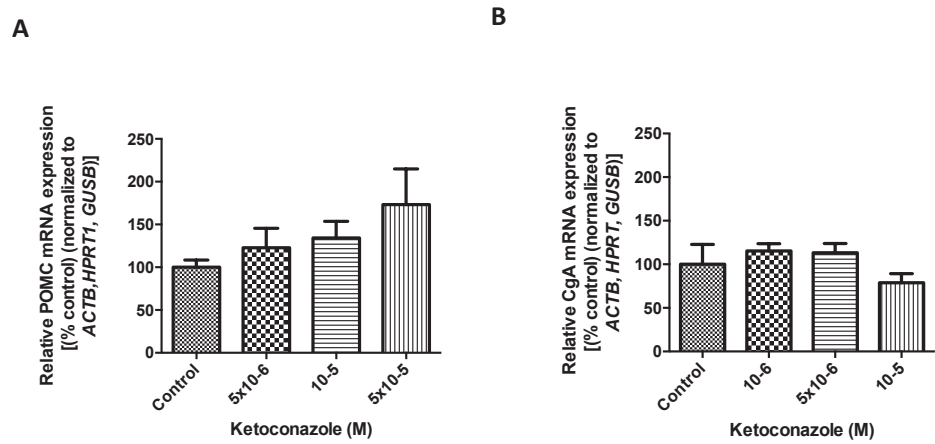 A
Relative POMC mRNA expression
[(% control) (normalized to
ACTB,HPRT1, GUSB)]
250
200
150
100
50
0
Control
5x10-6
10-5
5x10-5
Ketoconazole (M)
B
Relative CgA mRNA expression
[(% control) (normalized to
ACTB, HPRT, GUSB)]
250
200
150
100
50
0
Control
10-6
5x10-6
10-5
Ketoconazole (M)